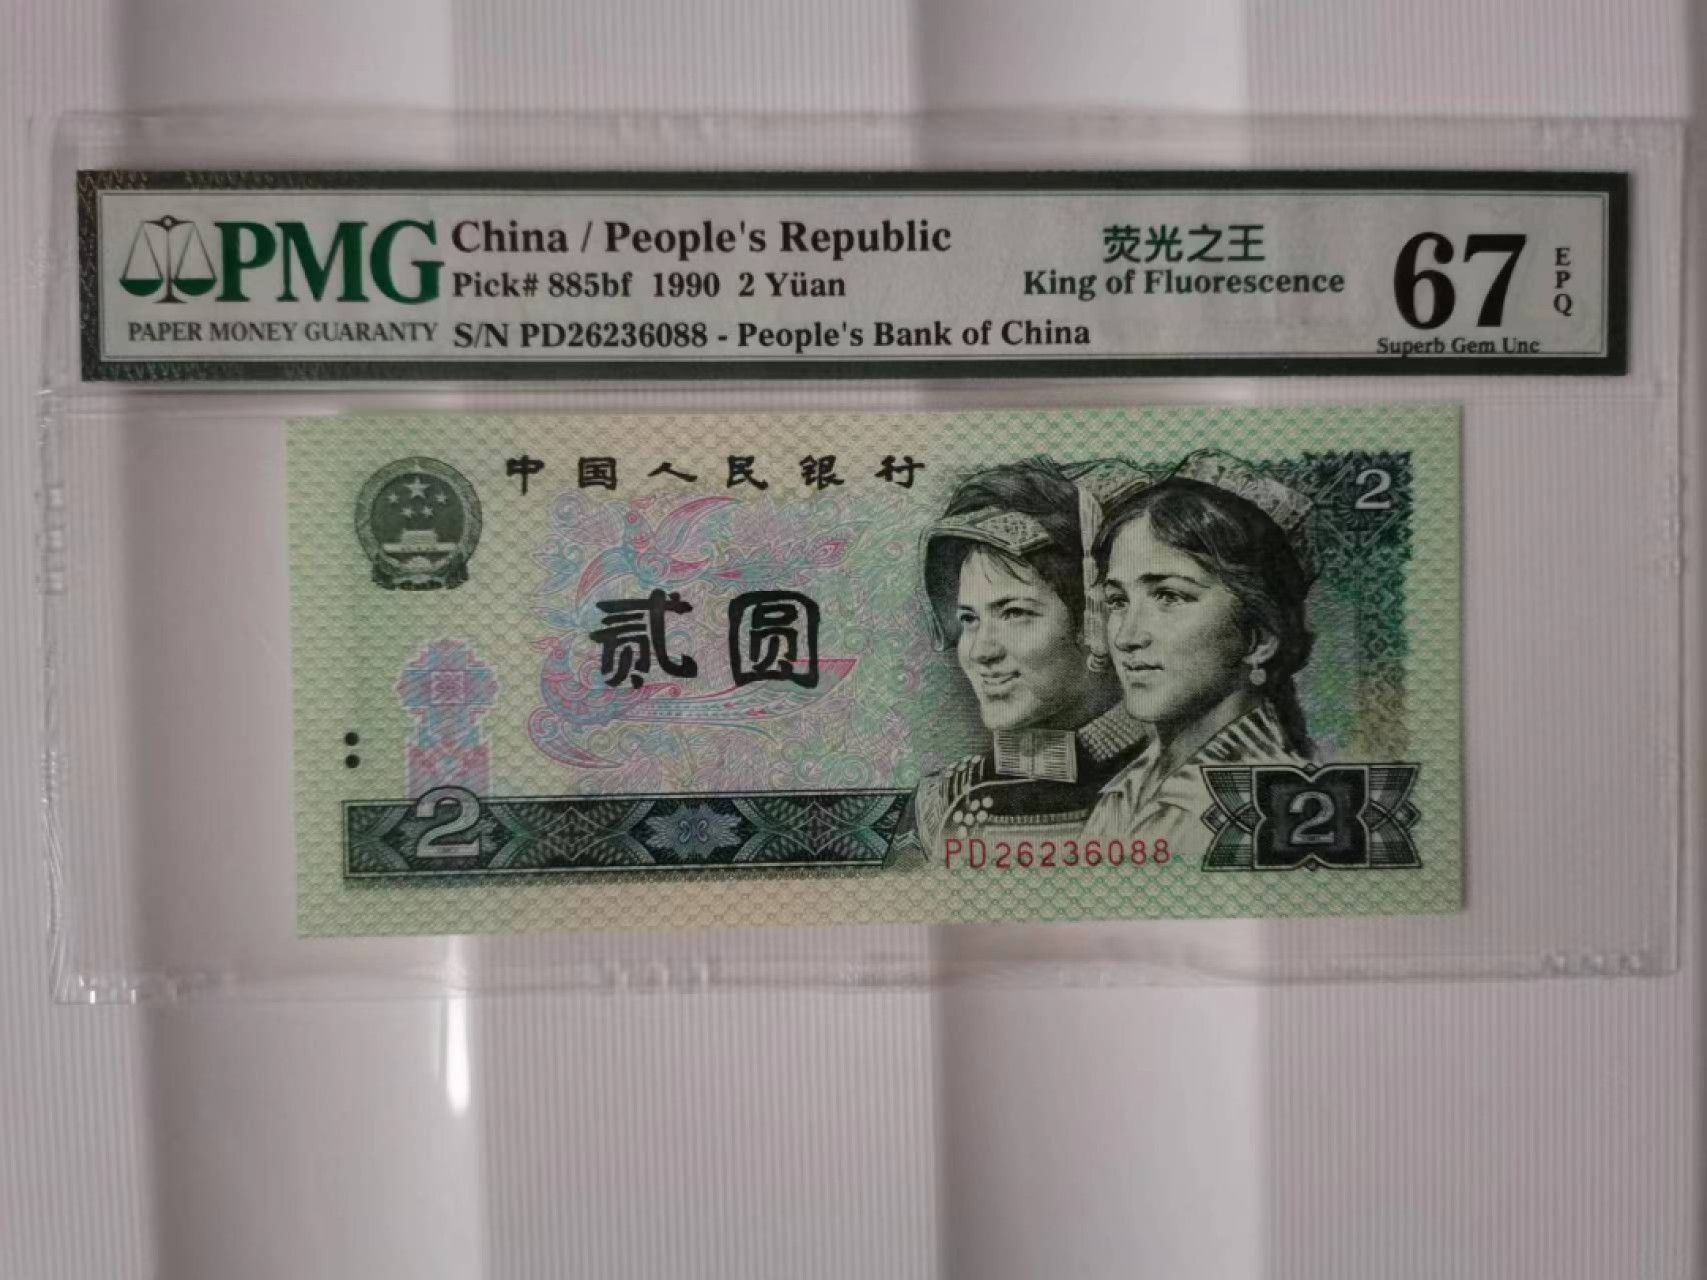 PMG
PAPER MONEY GUARANTY
China / People's Republic
Pick# 885bf 1990 2 Yüan
S/N PD26236088 - People's Bank of China
荧光之王
King of Fluorescence
67
EPQ
Superb Gem Unc
中国人民银行
2
贰圆
2
2
PD26236088